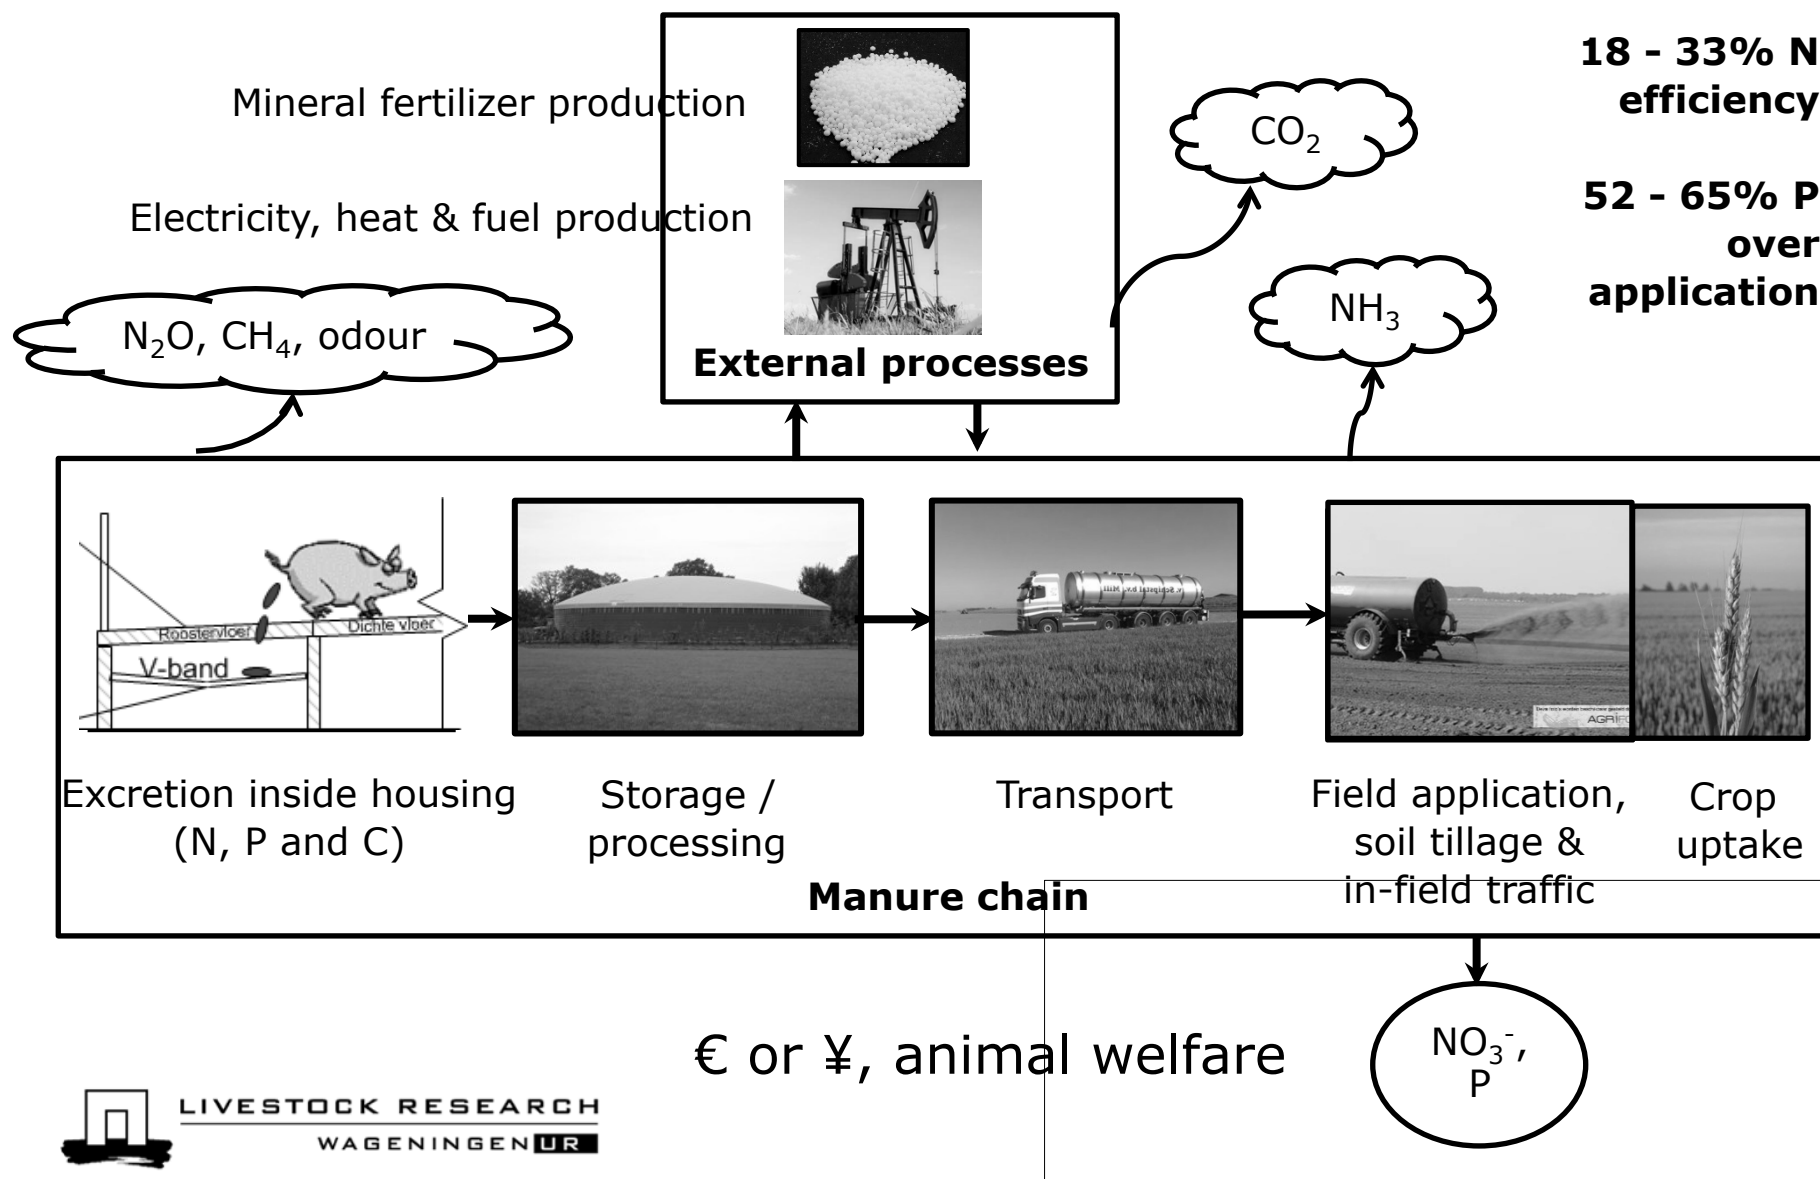 Mineral fertilizer production
Electricity, heat & fuel production
External processes
CO₂
18 - 33% N
efficiency
52 - 65% P
over
application
NH₃
N₂O, CH₄, odour
Roostervloer
Dichte vloer
V-band
AGRIFO
Excretion inside housing
(N, P and C)
Storage /
processing
Transport
Field application,
soil tillage &
in-field traffic
Crop
uptake
Manure chain
€ or ¥, animal welfare
NO₃⁻,
P
LIVESTOCK RESEARCH
WAGENINGEN UR